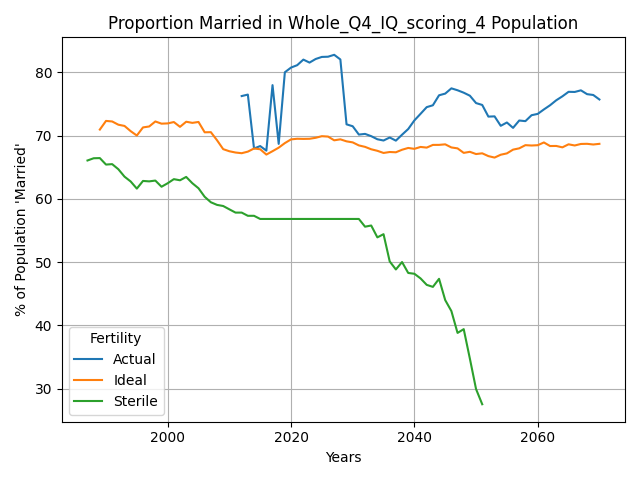 Proportion Married in Whole_Q4_IQ_scoring_4 Population
% of Population 'Married'
80
70
60
50
40
30
Fertility
Actual
Ideal
Sterile
2000
2020
2040
2060
Years